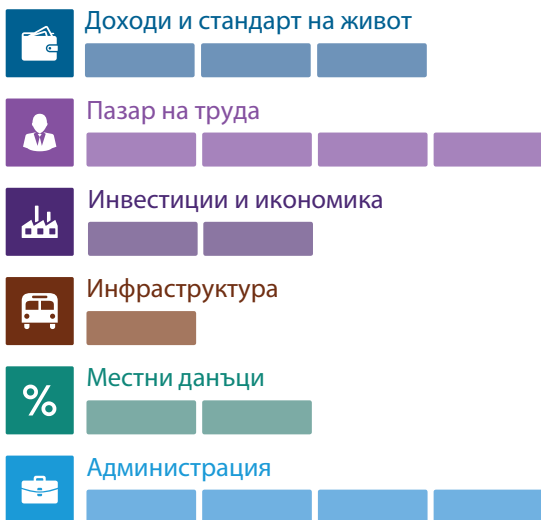 Доходи и стандарт на живот
Пазар на труда
Инвестиции и икономика
Инфраструктура
Местни данъци
%
Администрация